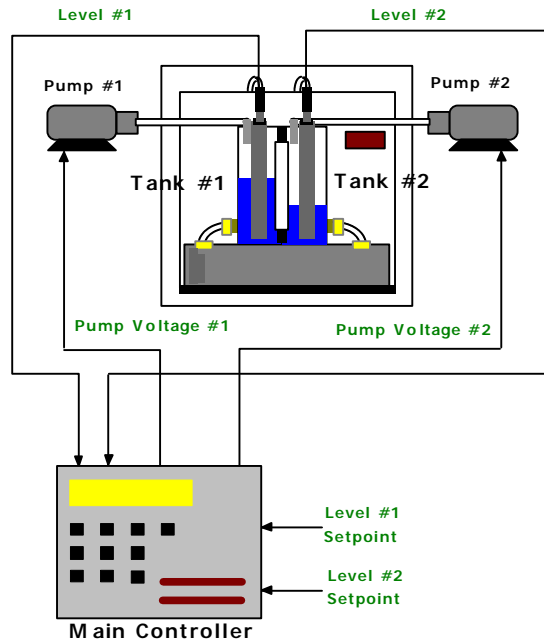 Level #1
Level #2
Pump #1
Pump #2
Tank #1
Tank #2
Pump Voltage #1
Pump Voltage #2
Level #1
Setpoint
Level #2
Setpoint
Main Controller